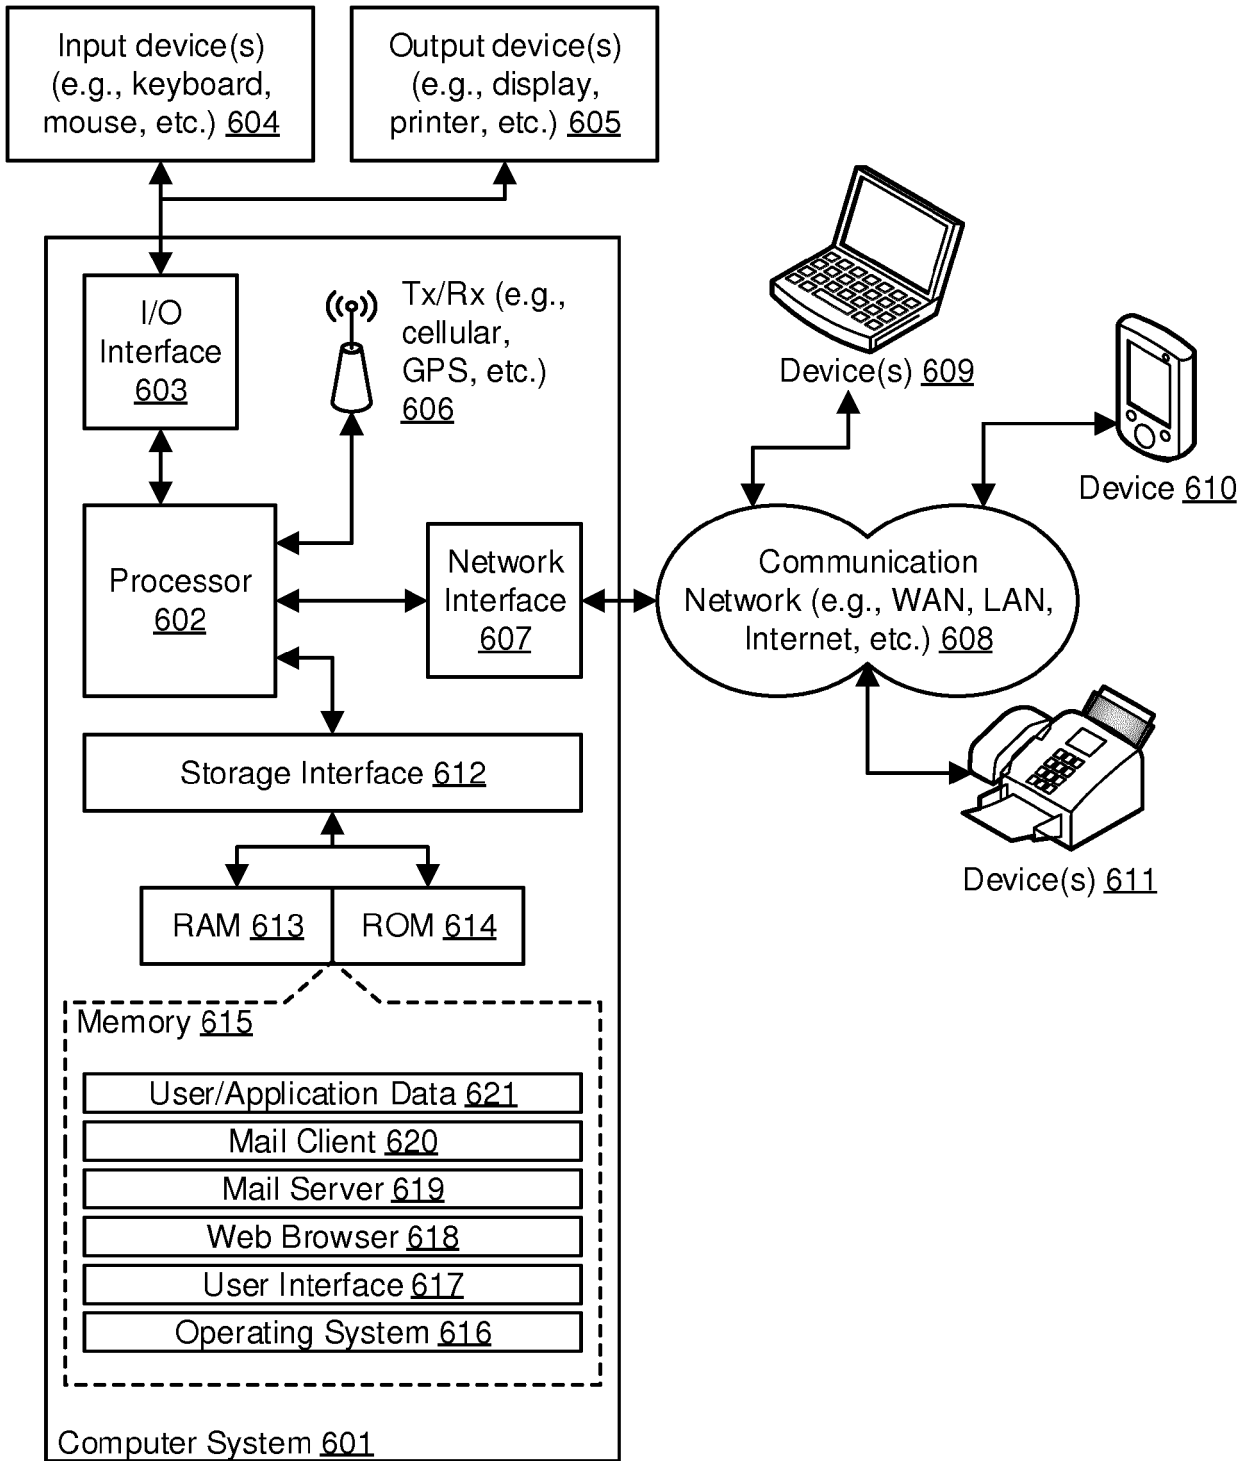 Input device(s)
(e.g., keyboard,
mouse, etc.) 604
Output device(s)
(e.g., display,
printer, etc.) 605
I/O
Interface
603
Tx/Rx (e.g.,
cellular,
GPS, etc.)
606
Device(s) 609
Device 610
Processor
602
Network
Interface
607
Communication
Network (e.g., WAN, LAN,
Internet, etc.) 608
Storage Interface 612
Device(s) 611
RAM 613
ROM 614
Memory 615
User/Application Data 621
Mail Client 620
Mail Server 619
Web Browser 618
User Interface 617
Operating System 616
Computer System 601